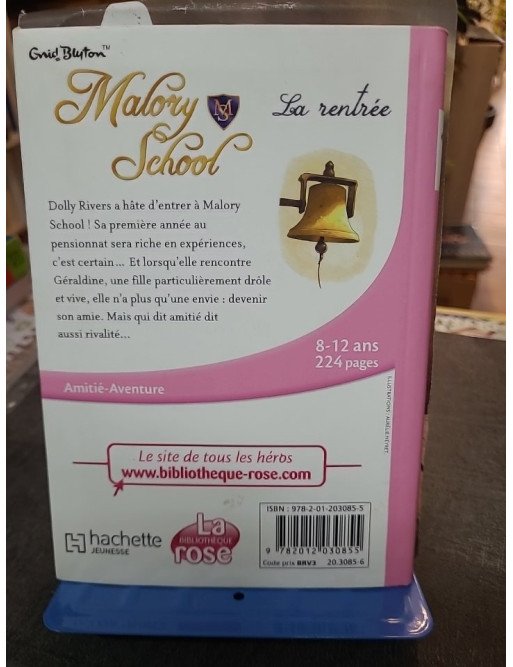 Enid Blyton™
Malory
School
MS
La rentrée
Dolly Rivers a hâte d'entrer à Malory
School ! Sa première année au
pensionnat sera riche en expériences,
c'est certain... Et lorsqu'elle rencontre
Géraldine, une fille particulièrement drôle
et vive, elle n'a plus qu'une envie : devenir
son amie. Mais qui dit amitié dit
aussi rivalité...
8-12 ans
224 pages
Amitié-Aventure
Le site de tous les héros
www.bibliotheque-rose.com
hachette
JEUNESSE
La
BIBLIOTHÈQUE
rose
ISBN : 978-2-01-203085-5
9 782012 030855
Code prix BRV3 20.3085-6